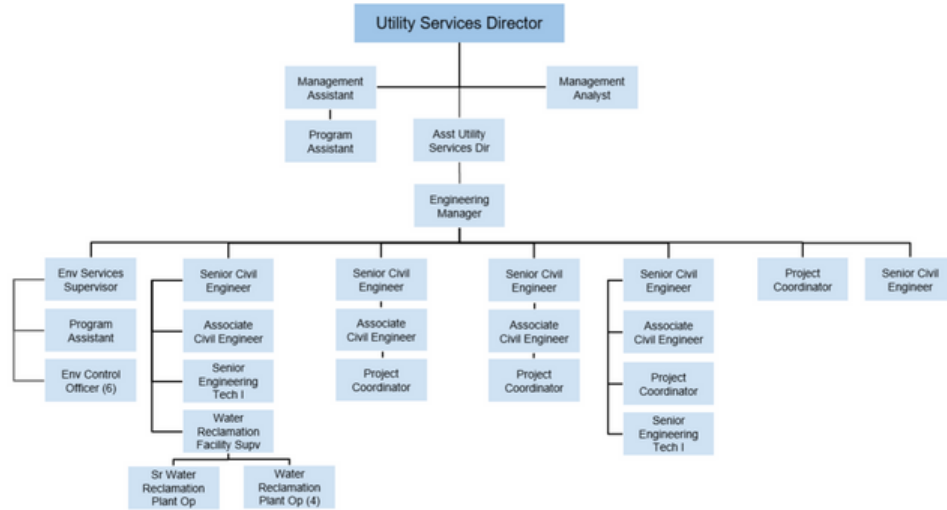 Utility Services Director
Management
Assistant
Management
Analyst
Program
Assistant
Asst Utility
Services Dir
Engineering
Manager
Env Services
Supervisor
Program
Assistant
Env Control
Officer (6)
Senior Civil
Engineer
Associate
Civil Engineer
Senior
Engineering
Tech I
Water
Reclamation
Facility Supv
Sr Water
Reclamation
Plant Op
Water
Reclamation
Plant Op (4)
Senior Civil
Engineer
Associate
Civil Engineer
Project
Coordinator
Senior Civil
Engineer
Associate
Civil Engineer
Project
Coordinator
Senior Civil
Engineer
Associate
Civil Engineer
Project
Coordinator
Senior
Engineering
Tech I
Project
Coordinator
Senior Civil
Engineer